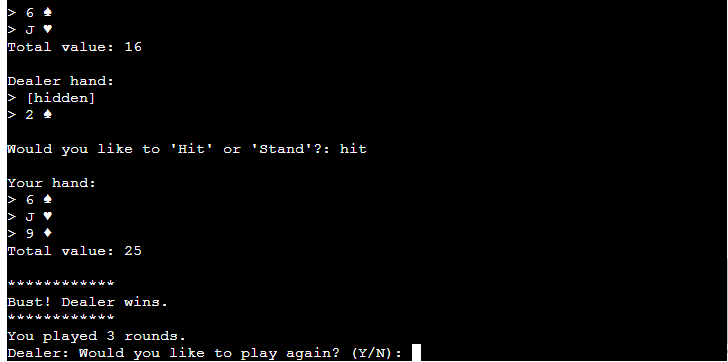 > 6 ♠
> J ♥
Total value: 16

Dealer hand:
> [hidden]
> 2 ♠

Would you like to 'Hit' or 'Stand'?: hit

Your hand:
> 6 ♠
> J ♥
> 9 ♦
Total value: 25

************
Bust! Dealer wins.
************
You played 3 rounds.
Dealer: Would you like to play again? (Y/N):